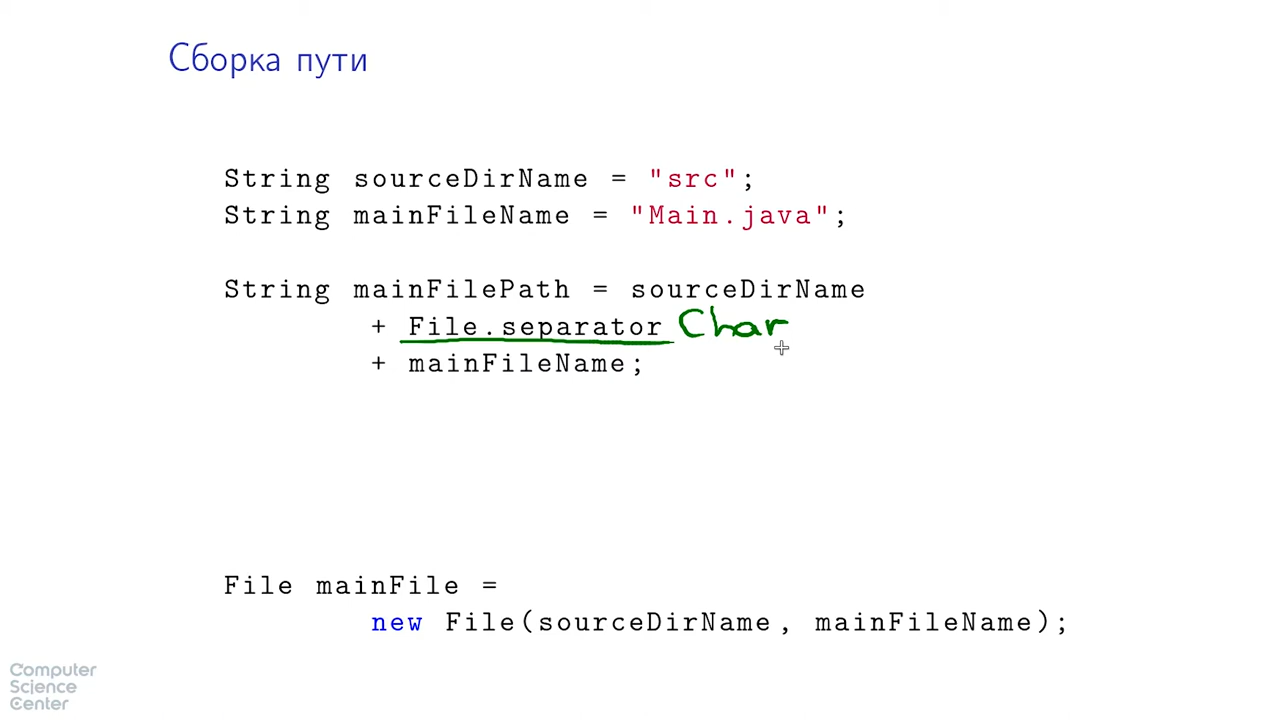 Сборка пути
String sourceDirName = "src";
String mainFileName = "Main.java";
String mainFilePath = sourceDirName
+ File.separator Char
+ mainFileName;
File mainFile =
new File(sourceDirName, mainFileName);
Computer
Science
Center